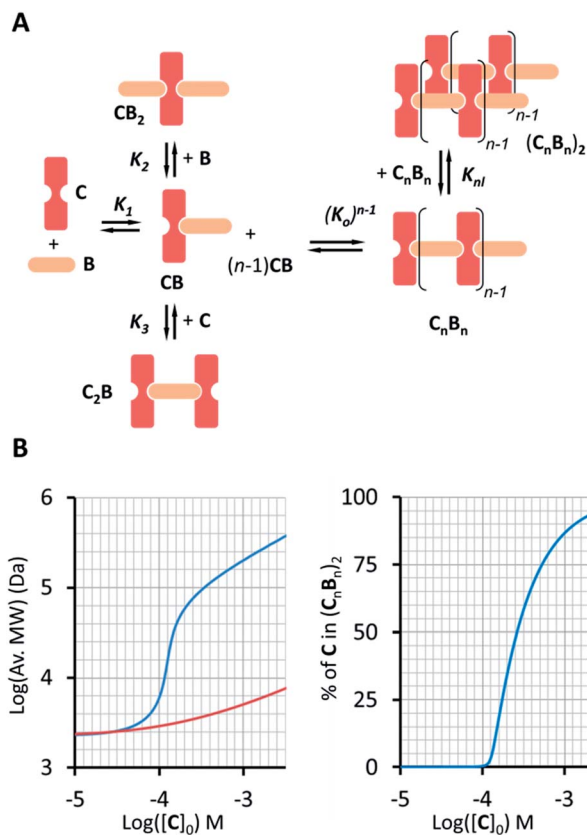 A
CB₂
K₂
+ B
C
K₁
+
B
CB
+
(n-1)CB
(Kₒ)ⁿ⁻¹
K₃
+ C
C₂B
n-1
n-1
(CₙBₙ)₂
+ CₙBₙ
Kₙₗ
n-1
CₙBₙ
B
Log(Av. MW) (Da)
6
5
4
3
-5
-4
-3
Log([C]₀) M
% of C in (CₙBₙ)₂
100
75
50
25
0
-5
-4
-3
Log([C]₀) M